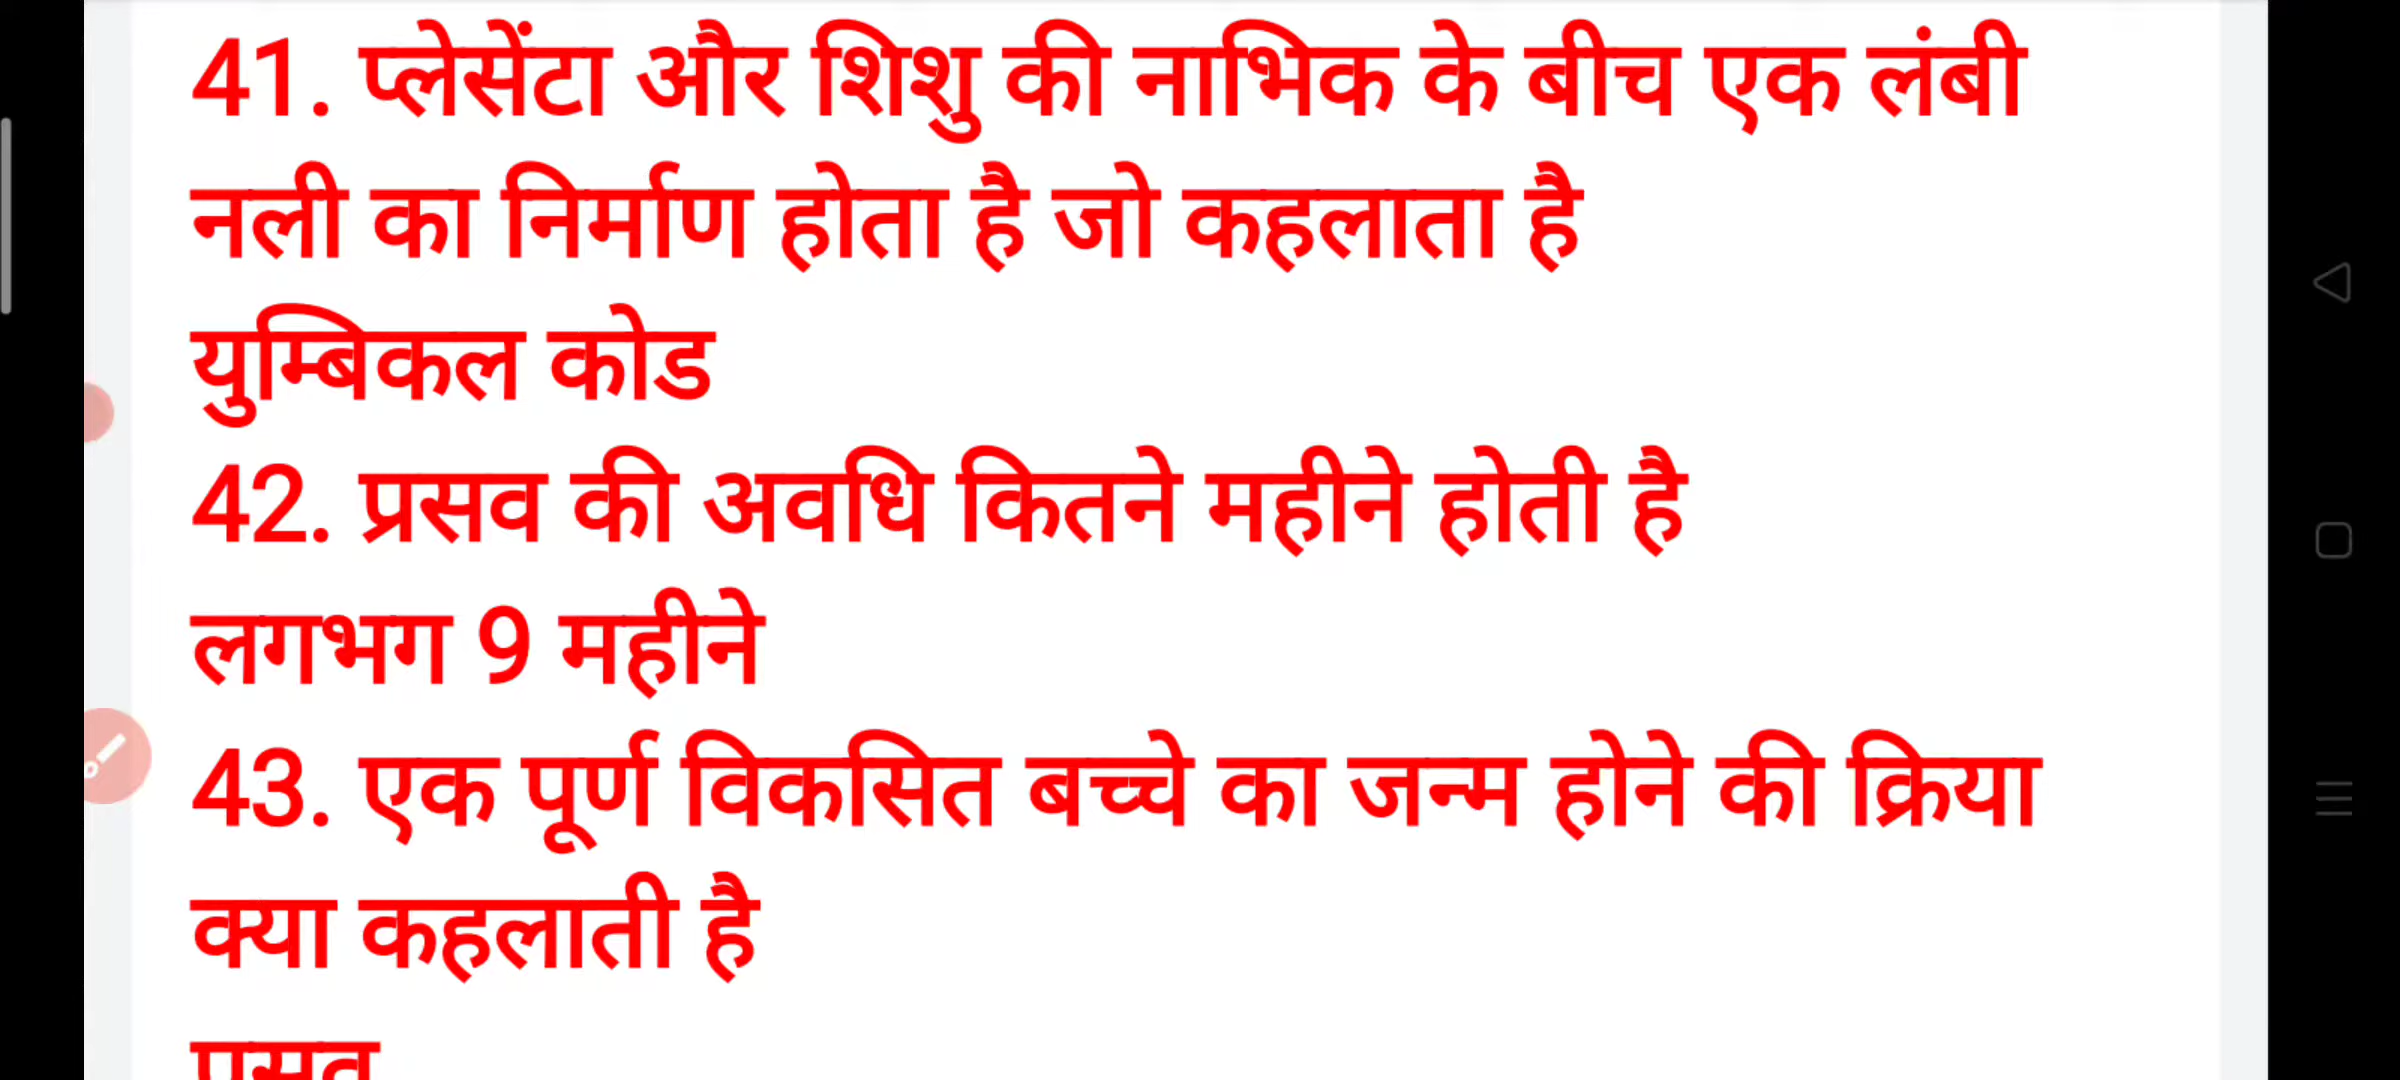 41. प्लेसेंटा और शिशु की नाभिक के बीच एक लंबी
नली का निर्माण होता है जो कहलाता है
युम्बिकल कोड
42. प्रसव की अवधि कितने महीने होती है
लगभग 9 महीने
43. एक पूर्ण विकसित बच्चे का जन्म होने की क्रिया
क्या कहलाती है
प्रसव